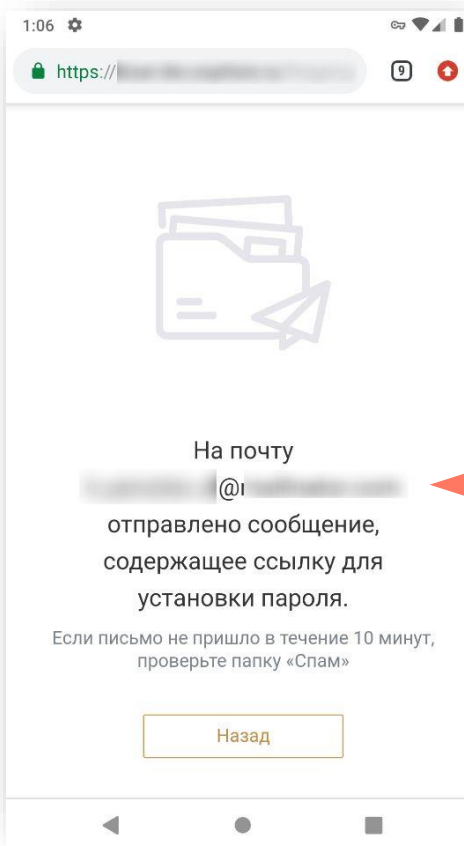 1:06
https://
9
На почту
@
отправлено сообщение,
содержащее ссылку для
установки пароля.
Если письмо не пришло в течение 10 минут,
проверьте папку «Спам»
Назад